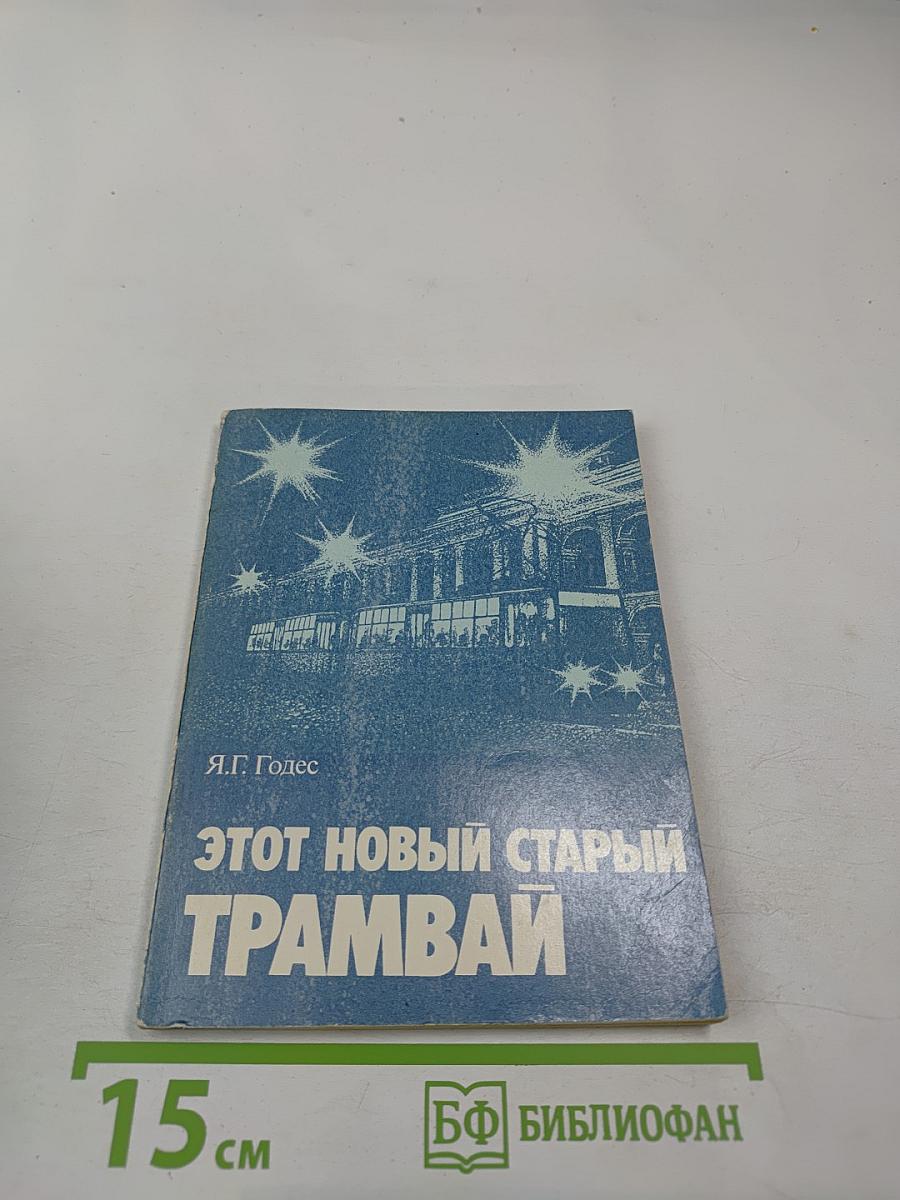 Я.Г. Годес
ЭТОТ НОВЫЙ СТАРЫЙ
ТРАМВАЙ
15 см
БФ БИБЛИОФАН